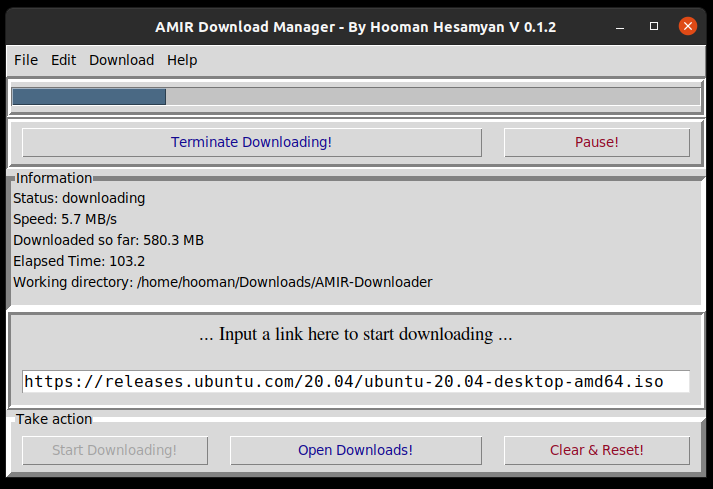 AMIR Download Manager - By Hooman Hesamyan V 0.1.2
File Edit Download Help
Terminate Downloading! Pause!
Information
Status: downloading
Speed: 5.7 MB/s
Downloaded so far: 580.3 MB
Elapsed Time: 103.2
Working directory: /home/hooman/Downloads/AMIR-Downloader
... Input a link here to start downloading ...
https://releases.ubuntu.com/20.04/ubuntu-20.04-desktop-amd64.iso
Take action
Start Downloading! Open Downloads! Clear & Reset!